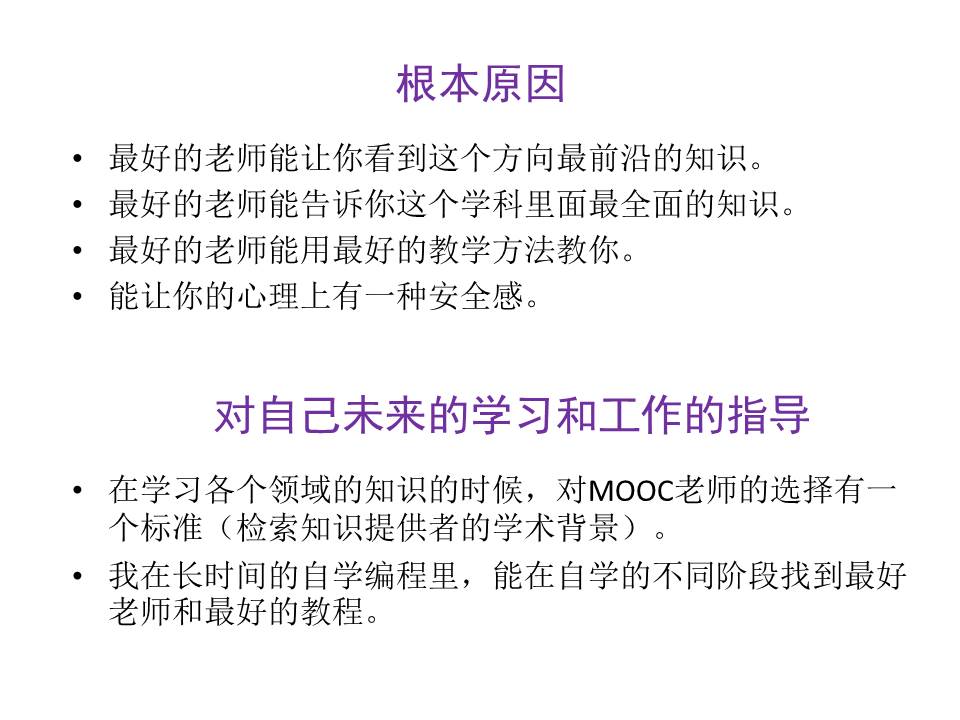 根本原因
• 最好的老师能让你看到这个方向最前沿的知识。
• 最好的老师能告诉你这个学科里面最全面的知识。
• 最好的老师能用最好的教学方法教你。
• 能让你的心理上有一种安全感。
对自己未来的学习和工作的指导
• 在学习各个领域的知识的时候，对MOOC老师的选择有一
个标准（检索知识提供者的学术背景）。
• 我在长时间的自学编程里，能在自学的不同阶段找到最好
老师和最好的教程。